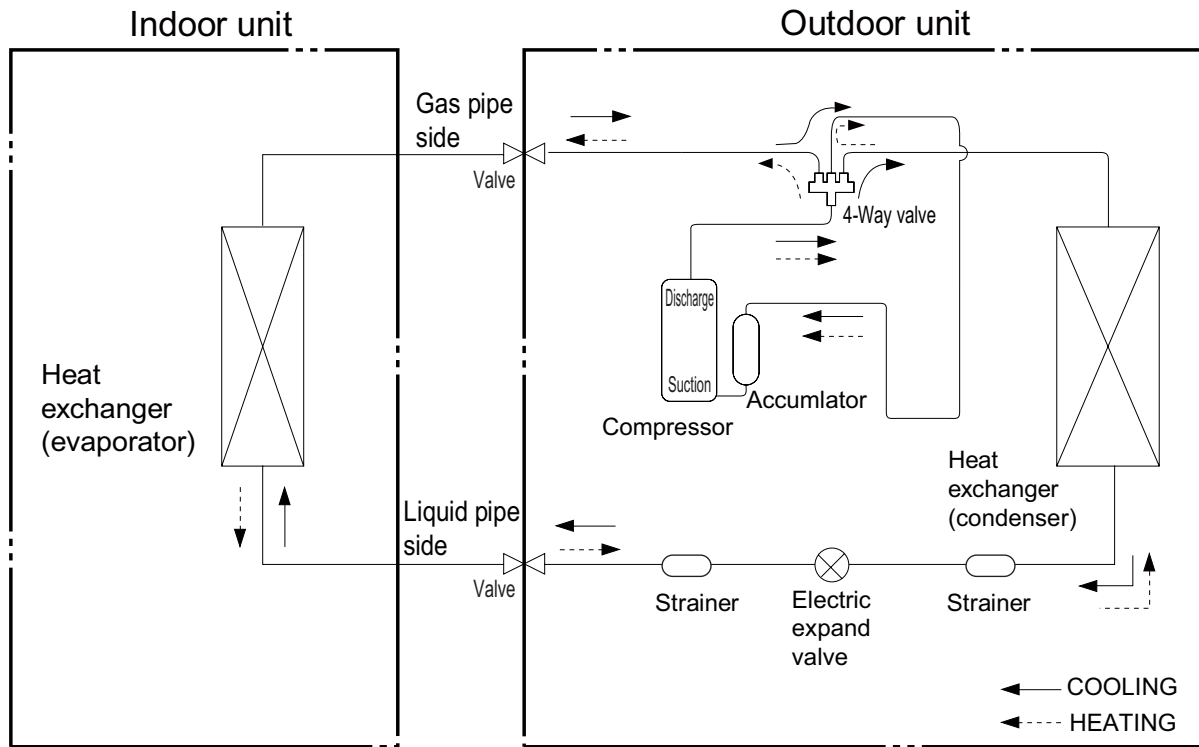 Indoor unit
Outdoor unit
Gas pipe
side
Valve
4-Way valve
Discharge
Suction
Compressor
Accumlator
Heat
exchanger
(evaporator)
Heat
exchanger
(condenser)
Liquid pipe
side
Valve
Strainer
Electric
expand
valve
Strainer
COOLING
HEATING